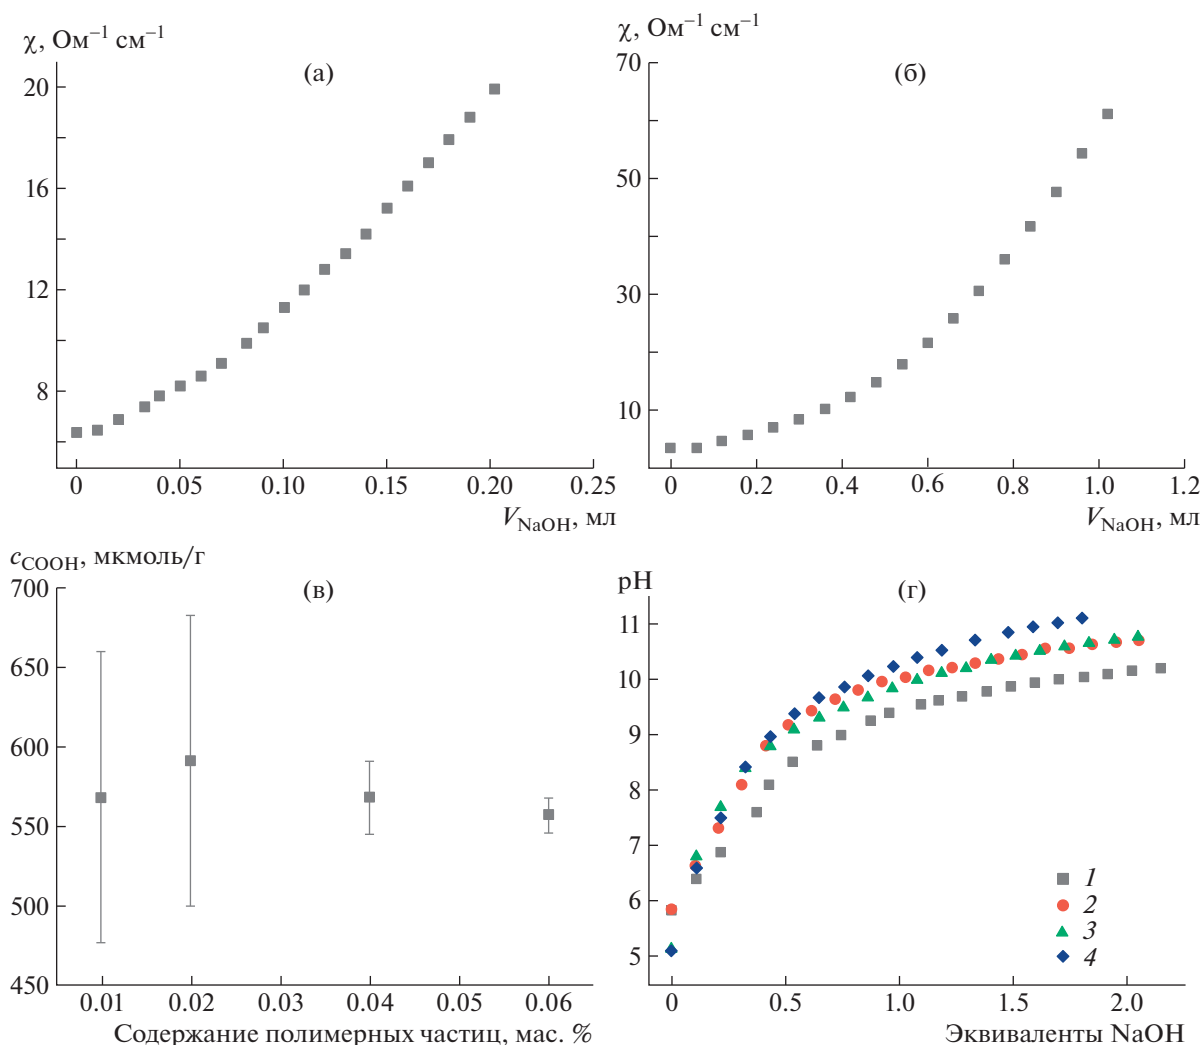 χ, Ом⁻¹ см⁻¹
(а)
20
16
12
8
0 0.05 0.10 0.15 0.20 0.25
V_NaOH, мл
χ, Ом⁻¹ см⁻¹
(б)
70
50
30
10
0 0.2 0.4 0.6 0.8 1.0 1.2
V_NaOH, мл
c_COOH, мкмоль/г
(в)
700
650
600
550
500
450
0.01 0.02 0.03 0.04 0.05 0.06
Содержание полимерных частиц, мас. %
pH
(г)
11
10
9
8
7
6
5
1
2
3
4
0 0.5 1.0 1.5 2.0
Эквиваленты NaOH